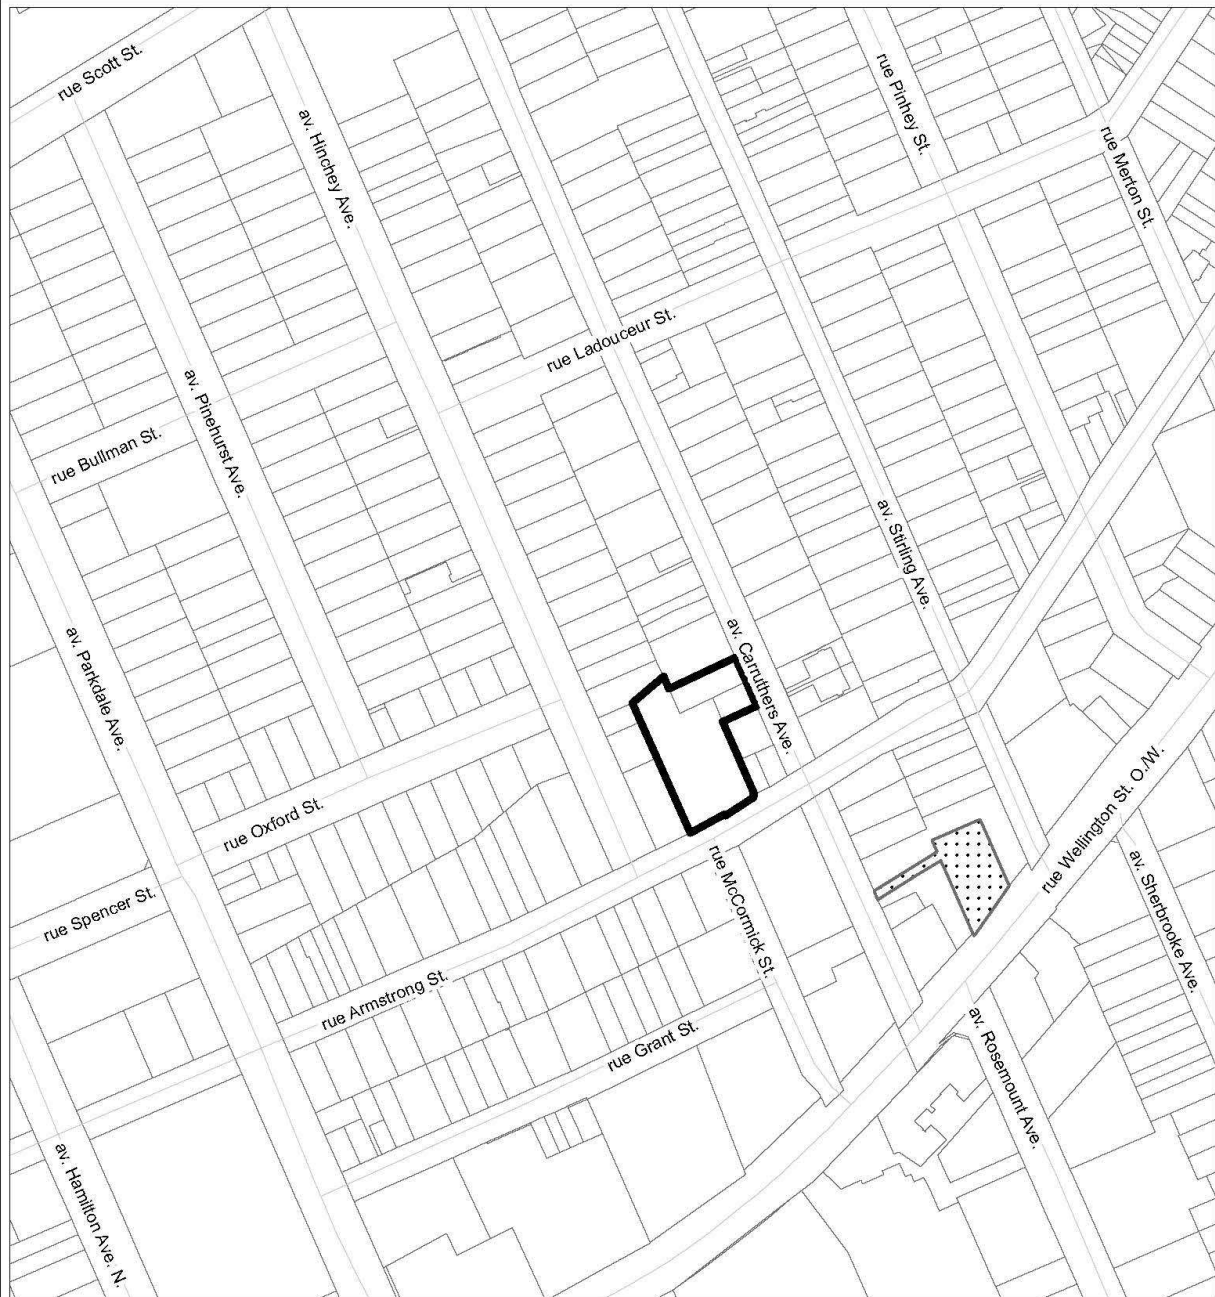 rue Scott St.
av. Hinchey Ave.
rue Pinhey St.
rue Merton St.
rue Ladouceur St.
av. Pinehurst Ave.
rue Bullman St.
av. Stirling Ave.
av. Parkdale Ave.
av. Carruthers Ave.
rue Oxford St.
rue Wellington St. O./W.
rue Spencer St.
rue McCormick St.
av. Sherbrooke Ave.
rue Armstrong St.
rue Grant St.
av. Rosemount Ave.
av. Hamilton Ave. N.